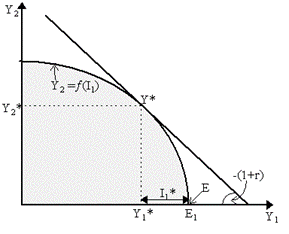 Y2
Y2=f(I1)
Y*
Y2*
-(1+r)
I1*
E
Y1*
E1
Y1